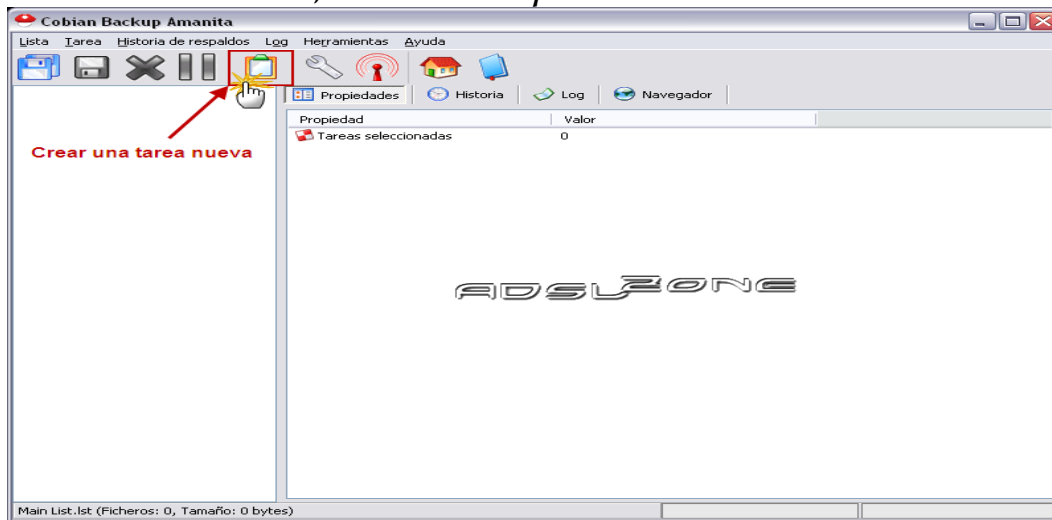 Cobian Backup Amanita
Lista Tarea Historia de respaldos Log Herramientas Ayuda
Propiedades Historia Log Navegador
Propiedad Valor
Tareas seleccionadas 0
Crear una tarea nueva
ADSLZONE
Main List.lst (Ficheros: 0, Tamaño: 0 bytes)